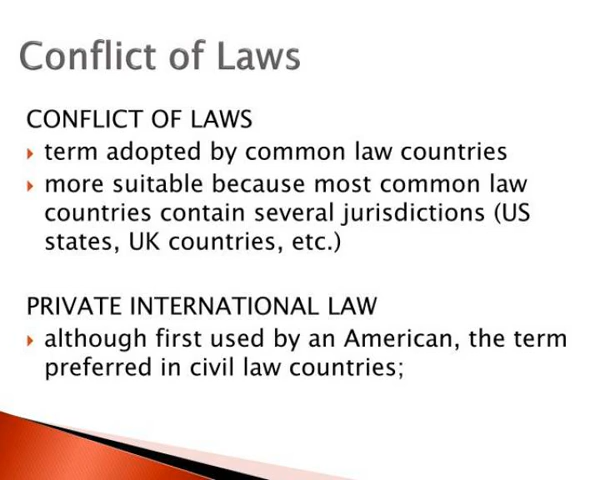 Conflict of Laws
CONFLICT OF LAWS
term adopted by common law countries
more suitable because most common law
countries contain several jurisdictions (US
states, UK countries, etc.)
PRIVATE INTERNATIONAL LAW
although first used by an American, the term
preferred in civil law countries;